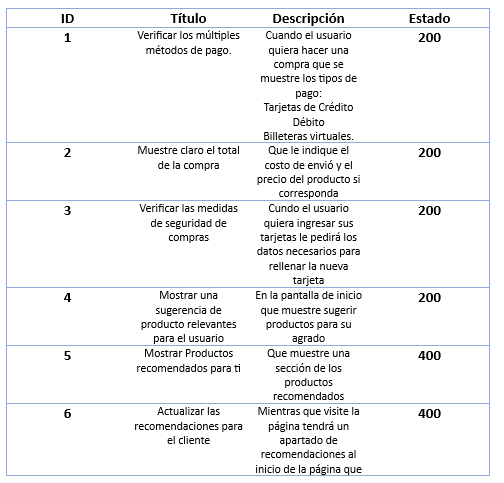 ID Título Descripción Estado
1 Verificar los múltiples métodos de pago. Cuando el usuario 200
quiera hacer una
compra que se
muestre los tipos de
pago:
Tarjetas de Crédito
Débito
Billeteras virtuales.
2 Muestre claro el total de la compra Que le indique el 200
costo de envió y el
precio del producto si
corresponda
3 Verificar las medidas de seguridad de compras Cundo el usuario 200
quiera ingresar sus
tarjetas le pedirá los
datos necesarios para
rellenar la nueva
tarjeta
4 Mostrar una sugerencia de producto relevantes para el usuario En la pantalla de inicio 200
que muestre sugerir
productos para su
agrado
5 Mostrar Productos recomendados para ti Que muestre una 400
sección de los
productos
recomendados
6 Actualizar las recomendaciones para el cliente Mientras que visite la 400
página tendrá un
apartado de
recomendaciones al
inicio de la página que